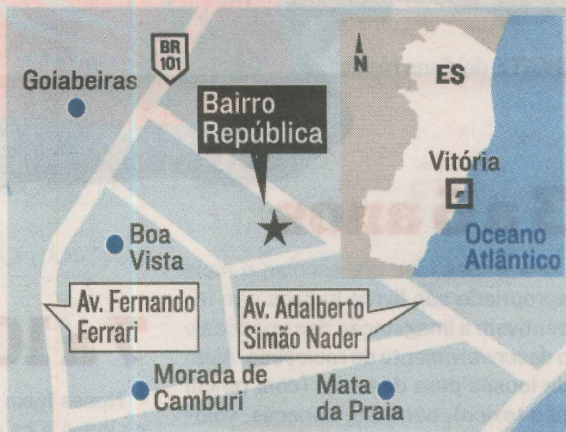 BR
101
Goiabeiras
Bairro
República
N
ES
Vitória
Oceano
Atlântico
Boa
Vista
Av. Fernando
Ferrari
Av. Adalberto
Simão Nader
Morada de
Camburi
Mata
da Praia